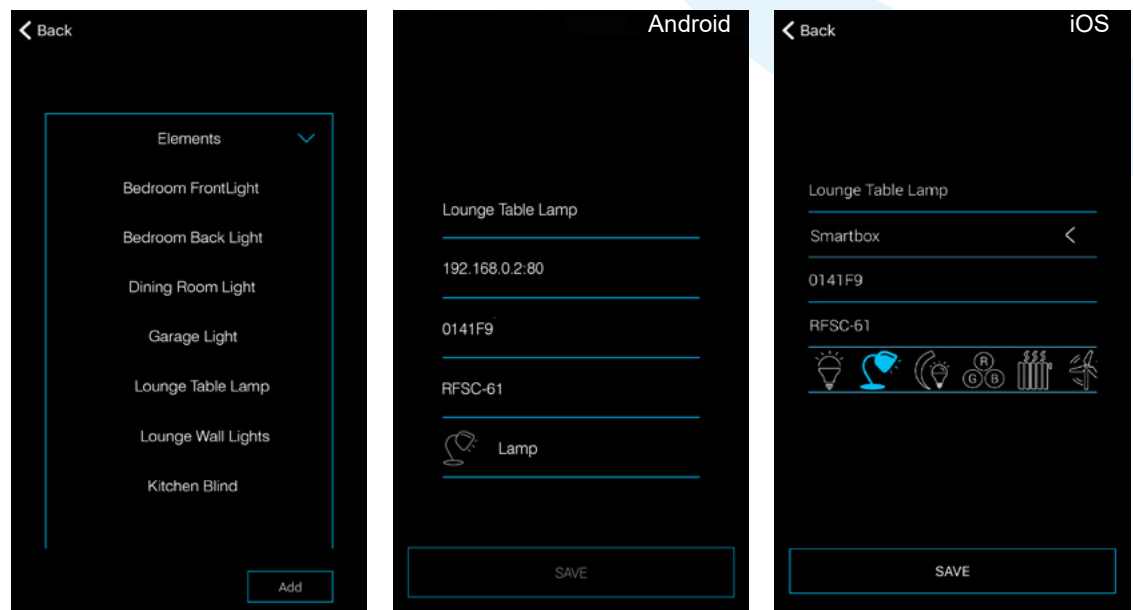 Back
Elements
Bedroom FrontLight
Bedroom Back Light
Dining Room Light
Garage Light
Lounge Table Lamp
Lounge Wall Lights
Kitchen Blind
Add
Android
Lounge Table Lamp
192.168.0.2:80
0141F9
RFSC-61
Lamp
SAVE
Back
iOS
Lounge Table Lamp
Smartbox
0141F9
RFSC-61
R
G B
SAVE